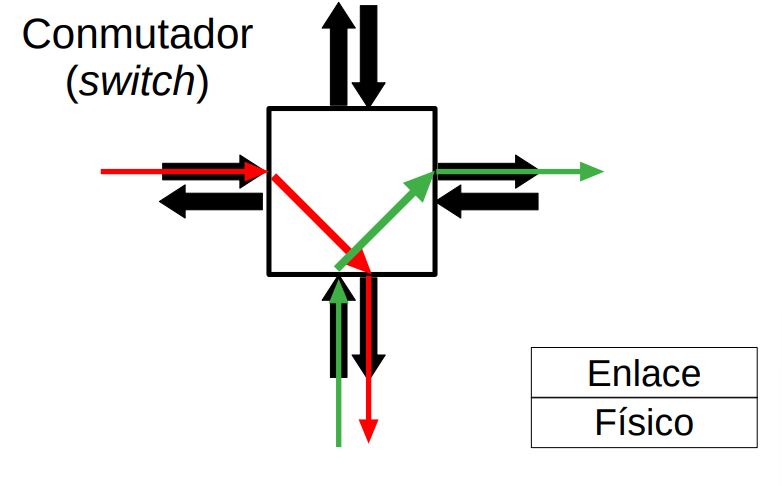 Conmutador
(switch)
Enlace
Físico